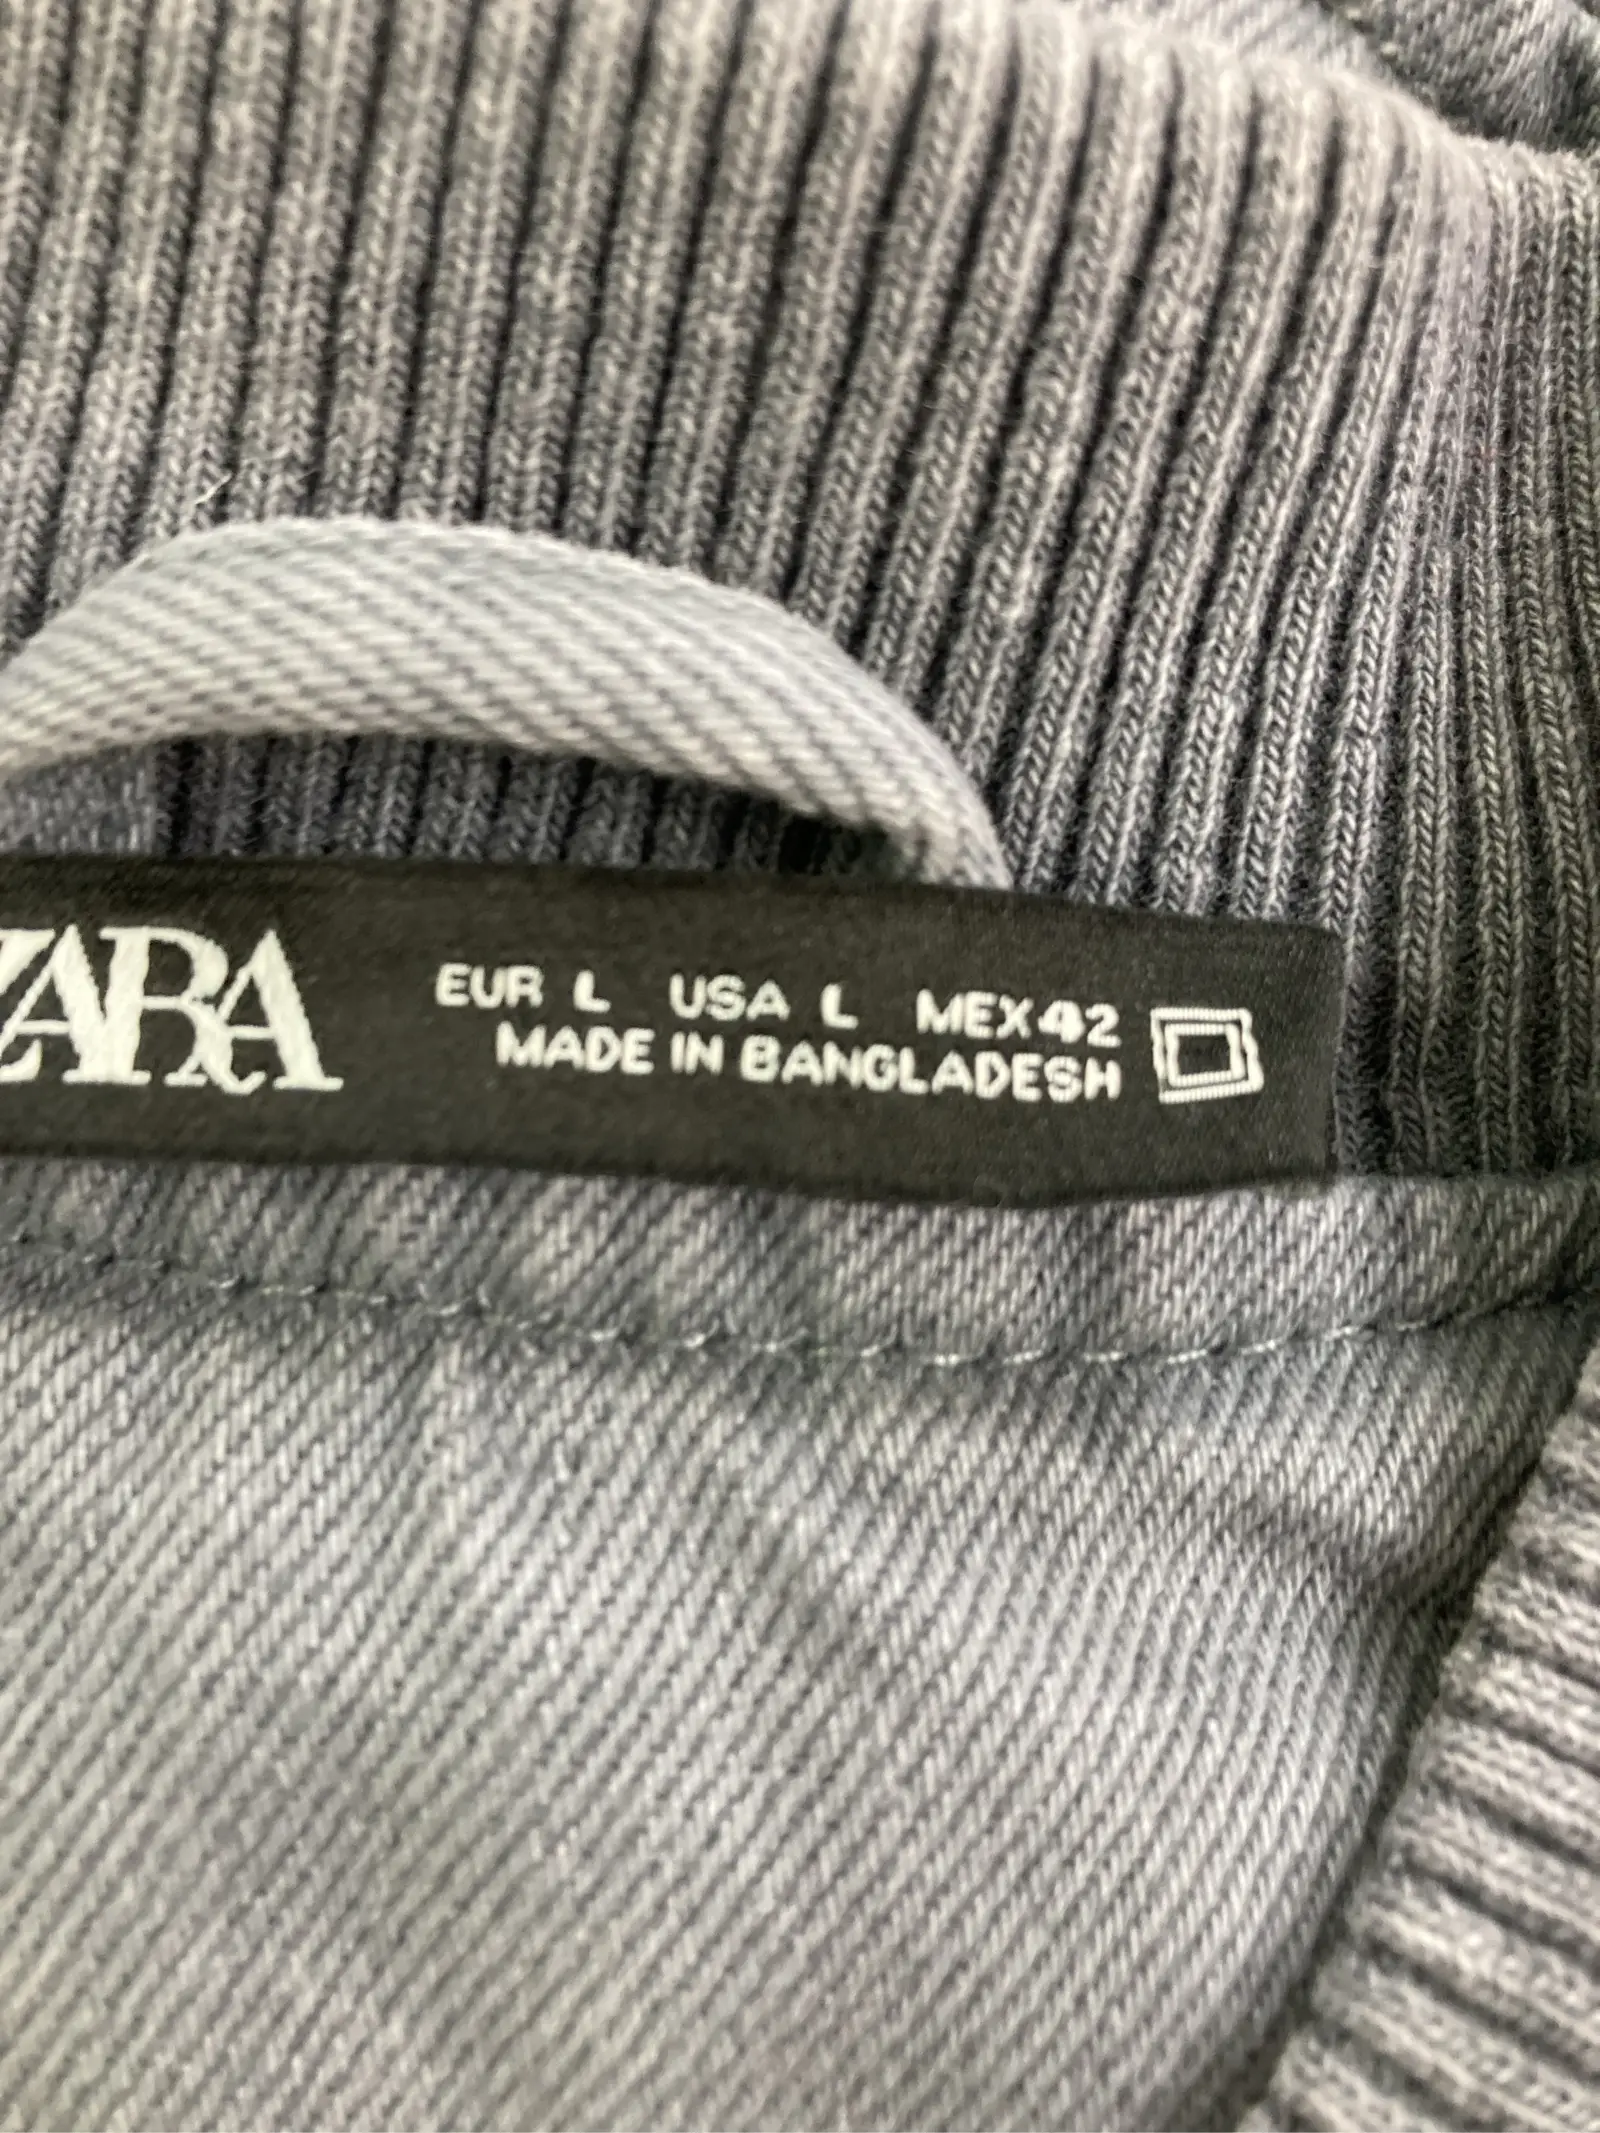 ZARA
EUR L USA L MEX 42
MADE IN BANGLADESH